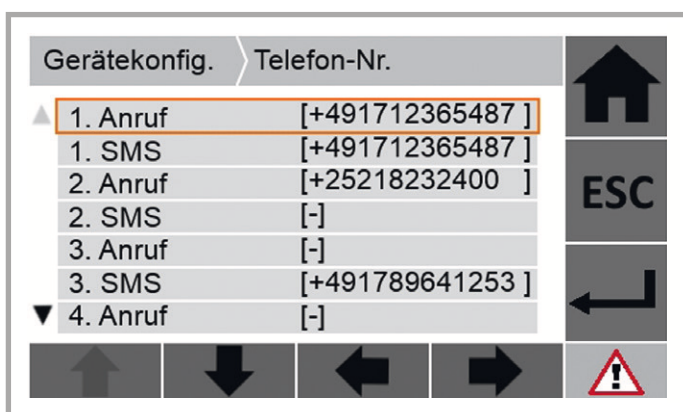 Gerätekonfig. Telefon-Nr.
1. Anruf [+491712365487 ]
1. SMS [+491712365487 ]
2. Anruf [+25218232400 ]
2. SMS [-]
3. Anruf [-]
3. SMS [+491789641253 ]
4. Anruf [-]
ESC